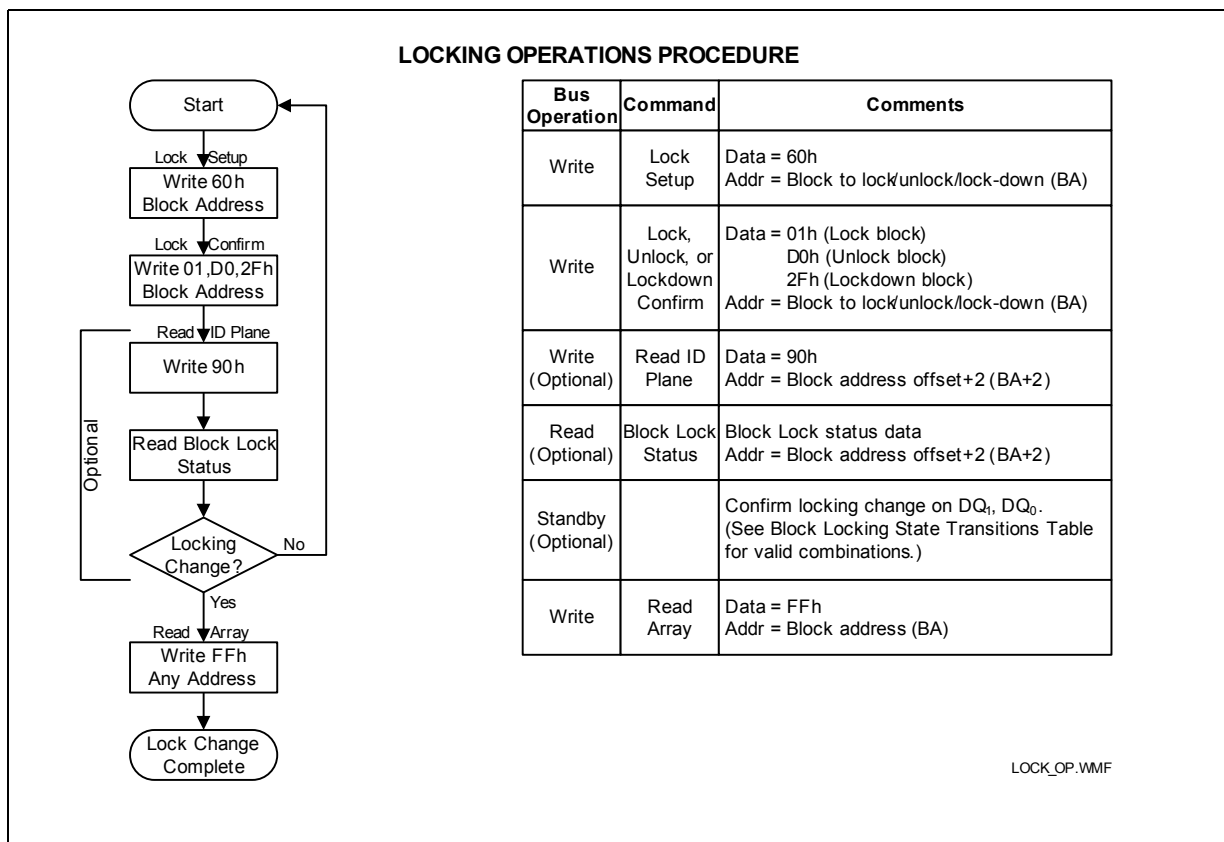 LOCKING OPERATIONS PROCEDURE
Start
Lock Setup
Write 60h
Block Address
Lock Confirm
Write 01,D0,2Fh
Block Address
Read ID Plane
Write 90h
Optional
Read Block Lock
Status
Locking
Change?
No
Yes
Read Array
Write FFh
Any Address
Lock Change
Complete
Bus
Operation
Command
Comments
Write
Lock
Setup
Data = 60h
Addr = Block to lock/unlock/lock-down (BA)
Write
Lock,
Unlock, or
Lockdown
Confirm
Data = 01h (Lock block)
D0h (Unlock block)
2Fh (Lockdown block)
Addr = Block to lock/unlock/lock-down (BA)
Write
(Optional)
Read ID
Plane
Data = 90h
Addr = Block address offset+2 (BA+2)
Read
(Optional)
Block Lock
Status
Block Lock status data
Addr = Block address offset+2 (BA+2)
Standby
(Optional)
Confirm locking change on DQ₁, DQ₀.
(See Block Locking State Transitions Table
for valid combinations.)
Write
Read
Array
Data = FFh
Addr = Block address (BA)
LOCK_OP.WMF